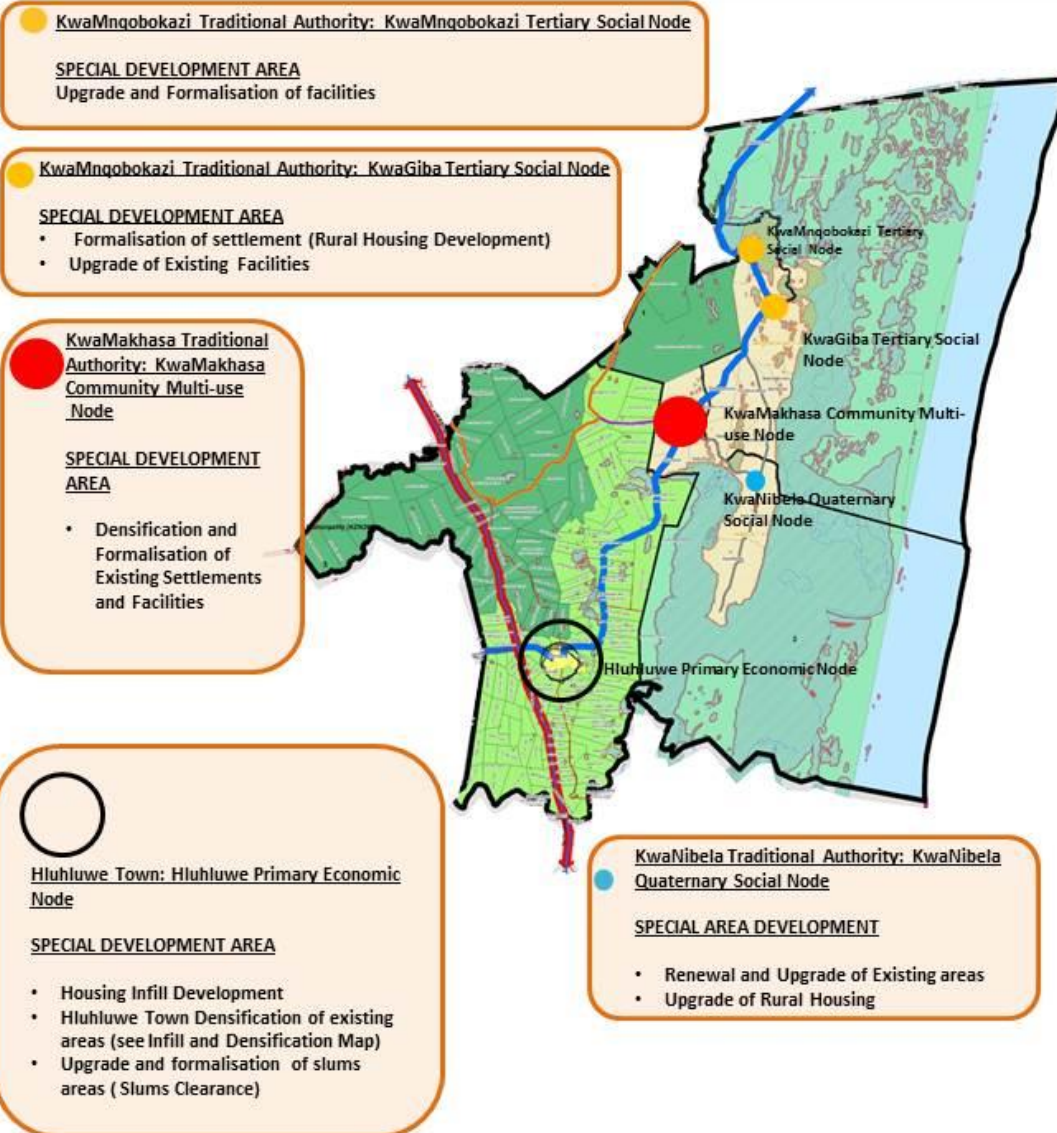 KwaMnqobokazi Traditional Authority: KwaMnqobokazi Tertiary Social Node
SPECIAL DEVELOPMENT AREA
Upgrade and Formalisation of facilities
KwaMnqobokazi Traditional Authority: KwaGiba Tertiary Social Node
SPECIAL DEVELOPMENT AREA
• Formalisation of settlement (Rural Housing Development)
• Upgrade of Existing Facilities
KwaMakhasa Traditional
Authority: KwaMakhasa
Community Multi-use
Node
SPECIAL DEVELOPMENT
AREA
• Densification and
Formalisation of
Existing Settlements
and Facilities
KwaMnqobokazi Tertiary
Social Node
KwaGiba Tertiary Social
Node
KwaMakhasa Community Multi-
use Node
KwaNibela Quaternary
Social Node
Hluhluwe Primary Economic Node
Hluhluwe Town: Hluhluwe Primary Economic
Node
SPECIAL DEVELOPMENT AREA
• Housing Infill Development
• Hluhluwe Town Densification of existing
areas (see Infill and Densification Map)
• Upgrade and formalisation of slums
areas ( Slums Clearance)
KwaNibela Traditional Authority: KwaNibela
Quaternary Social Node
SPECIAL AREA DEVELOPMENT
• Renewal and Upgrade of Existing areas
• Upgrade of Rural Housing